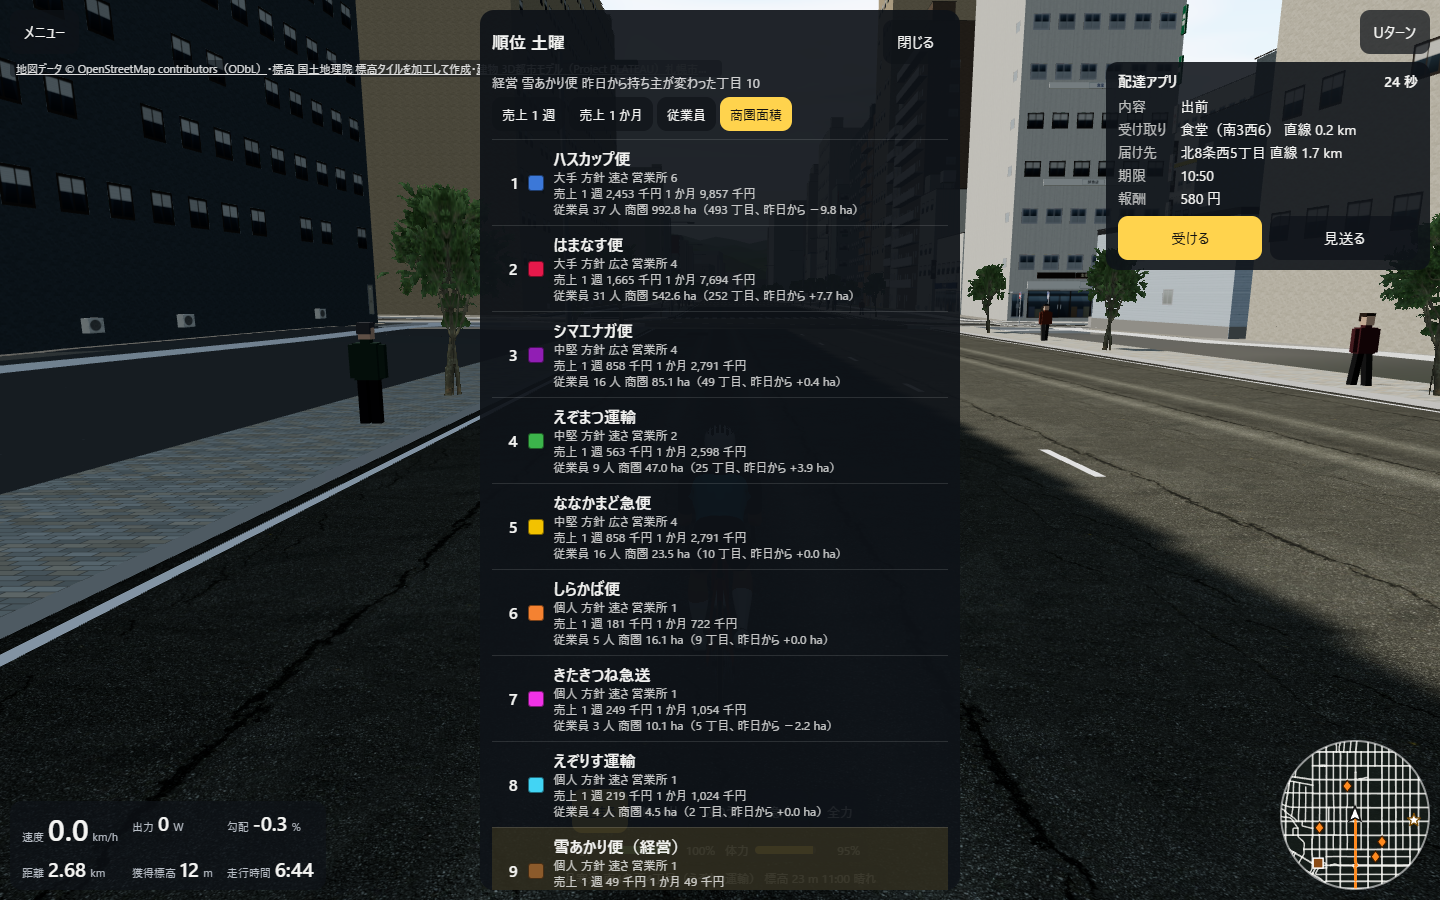 メニュー
地図データ © OpenStreetMap contributors（ODbL）・標高 国土地理院 標高タイルを加工して作成・
順位 土曜
閉じる
経営 雪あかり便 昨日から持ち主が変わった丁目 10
売上 1 週
売上 1 か月
従業員
商圏面積
1
ハスカップ便
大手 方針 速さ 営業所 6
売上 1 週 2,453 千円 1 か月 9,857 千円
従業員 37 人 商圏 992.8 ha（493 丁目、昨日から －9.8 ha）
2
はまなす便
大手 方針 広さ 営業所 4
売上 1 週 1,665 千円 1 か月 7,694 千円
従業員 31 人 商圏 542.6 ha（252 丁目、昨日から +7.7 ha）
3
シマエナガ便
中堅 方針 広さ 営業所 4
売上 1 週 858 千円 1 か月 2,791 千円
従業員 16 人 商圏 85.1 ha（49 丁目、昨日から +0.4 ha）
4
えぞまつ運輸
中堅 方針 速さ 営業所 2
売上 1 週 563 千円 1 か月 2,598 千円
従業員 9 人 商圏 47.0 ha（25 丁目、昨日から +3.9 ha）
5
ななかまど急便
中堅 方針 広さ 営業所 4
売上 1 週 858 千円 1 か月 2,791 千円
従業員 16 人 商圏 23.5 ha（10 丁目、昨日から +0.0 ha）
6
しらかば便
個人 方針 速さ 営業所 1
売上 1 週 181 千円 1 か月 722 千円
従業員 5 人 商圏 16.1 ha（9 丁目、昨日から +0.0 ha）
7
きたきつね急送
個人 方針 速さ 営業所 1
売上 1 週 249 千円 1 か月 1,054 千円
従業員 3 人 商圏 10.1 ha（5 丁目、昨日から －2.2 ha）
8
えぞりす運輸
個人 方針 速さ 営業所 1
売上 1 週 219 千円 1 か月 1,024 千円
従業員 4 人 商圏 4.5 ha（2 丁目、昨日から +0.0 ha）
全力
9
雪あかり便（経営）
個人 方針 速さ 営業所 1
売上 1 週 49 千円 1 か月 49 千円
100% 体力 95%
標高 23 m 11:00 晴れ
Uターン
配達アプリ 24 秒
内容 出前
受け取り 食堂（南3西6） 直線 0.2 km
届け先 北8条西5丁目 直線 1.7 km
期限 10:50
報酬 580 円
受ける
見送る
速度 0.0 km/h 出力 0 W 勾配 -0.3 %
距離 2.68 km 獲得標高 12 m 走行時間 6:44